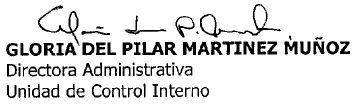 GLORIA DEL PILAR MARTINEZ MUÑOZ
Directora Administrativa
Unidad de Control Interno